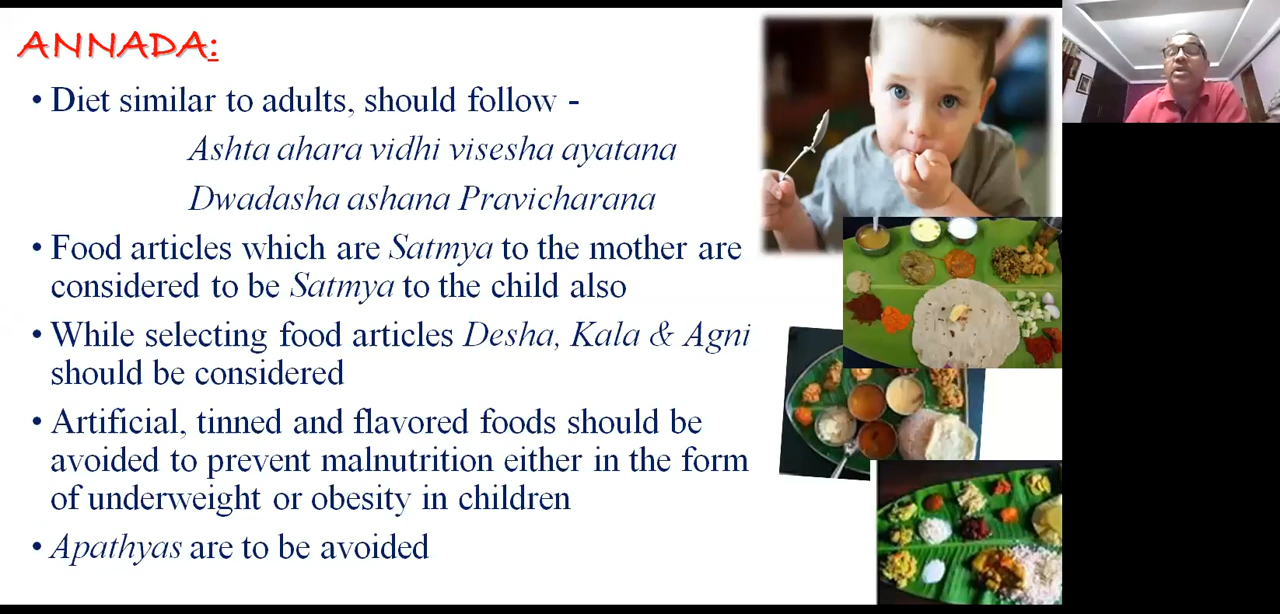 ANNADA:
• Diet similar to adults, should follow -
Ashta ahara vidhi visesha ayatana
Dwadasha ashana Pravicharana
• Food articles which are Satmya to the mother are
considered to be Satmya to the child also
• While selecting food articles Desha, Kala & Agni
should be considered
• Artificial, tinned and flavored foods should be
avoided to prevent malnutrition either in the form
of underweight or obesity in children
• Apathyas are to be avoided